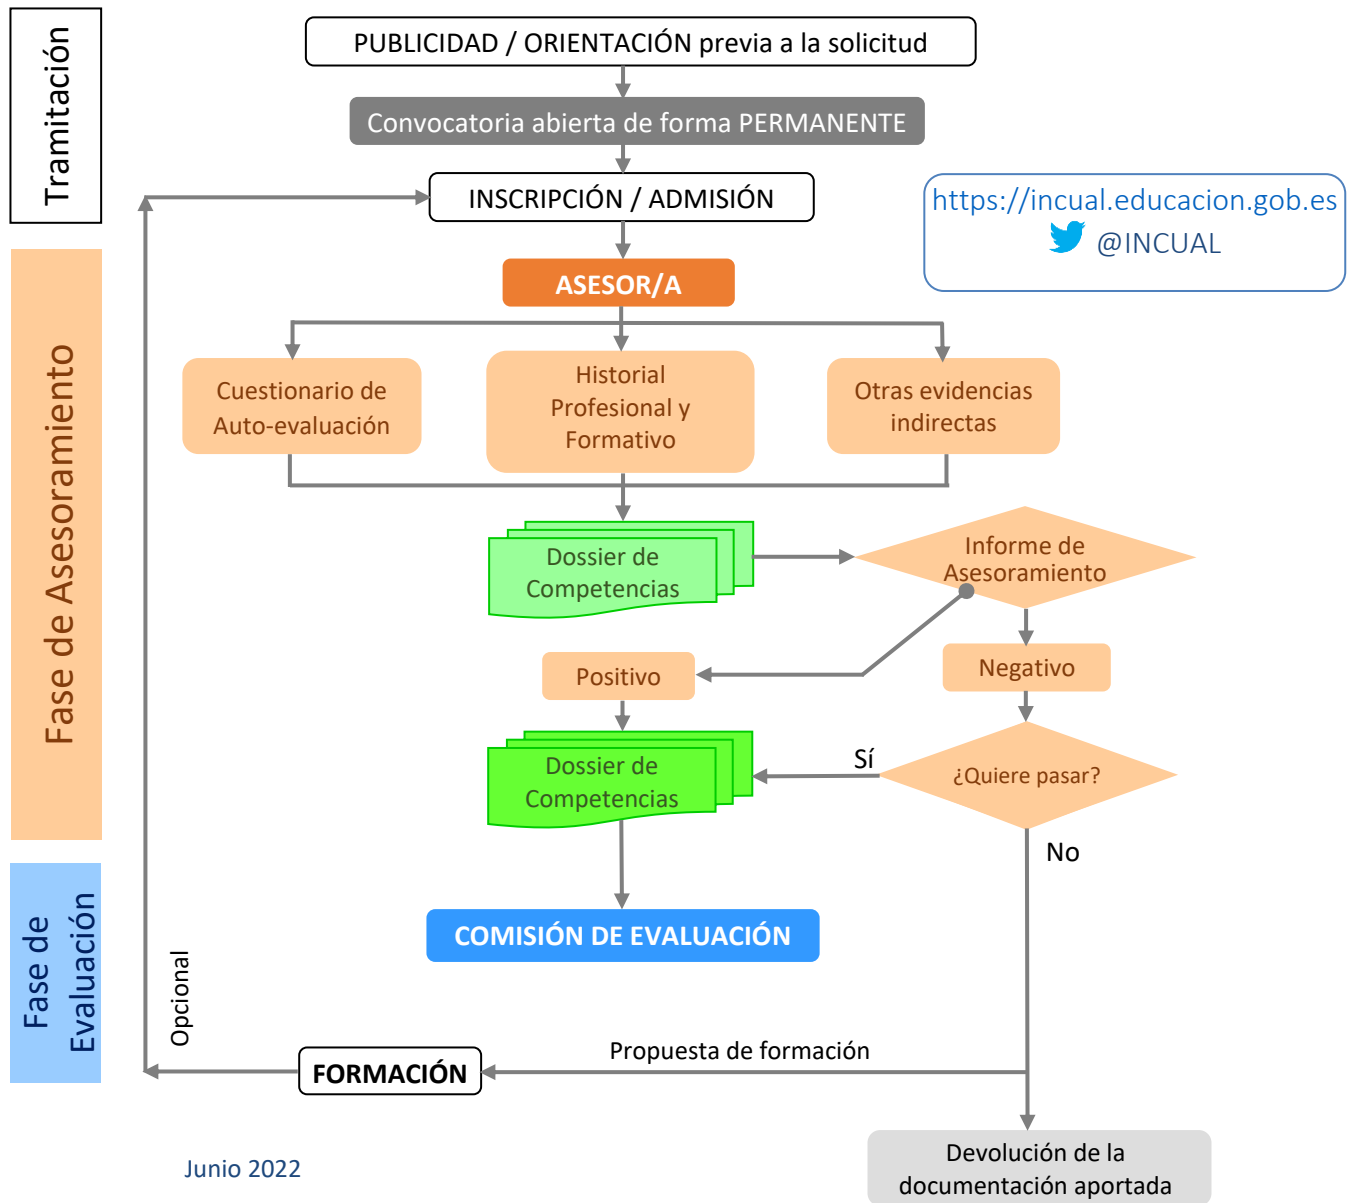 Tramitación
PUBLICIDAD / ORIENTACIÓN previa a la solicitud
Convocatoria abierta de forma PERMANENTE
INSCRIPCIÓN / ADMISIÓN
https://incual.educacion.gob.es
@INCUAL
Fase de Asesoramiento
ASESOR/A
Cuestionario de
Auto-evaluación
Historial
Profesional y
Formativo
Otras evidencias
indirectas
Dossier de
Competencias
Informe de
Asesoramiento
Positivo
Negativo
Dossier de
Competencias
Sí
¿Quiere pasar?
No
Fase de
Evaluación
COMISIÓN DE EVALUACIÓN
Opcional
Propuesta de formación
FORMACIÓN
Devolución de la
documentación aportada
Junio 2022